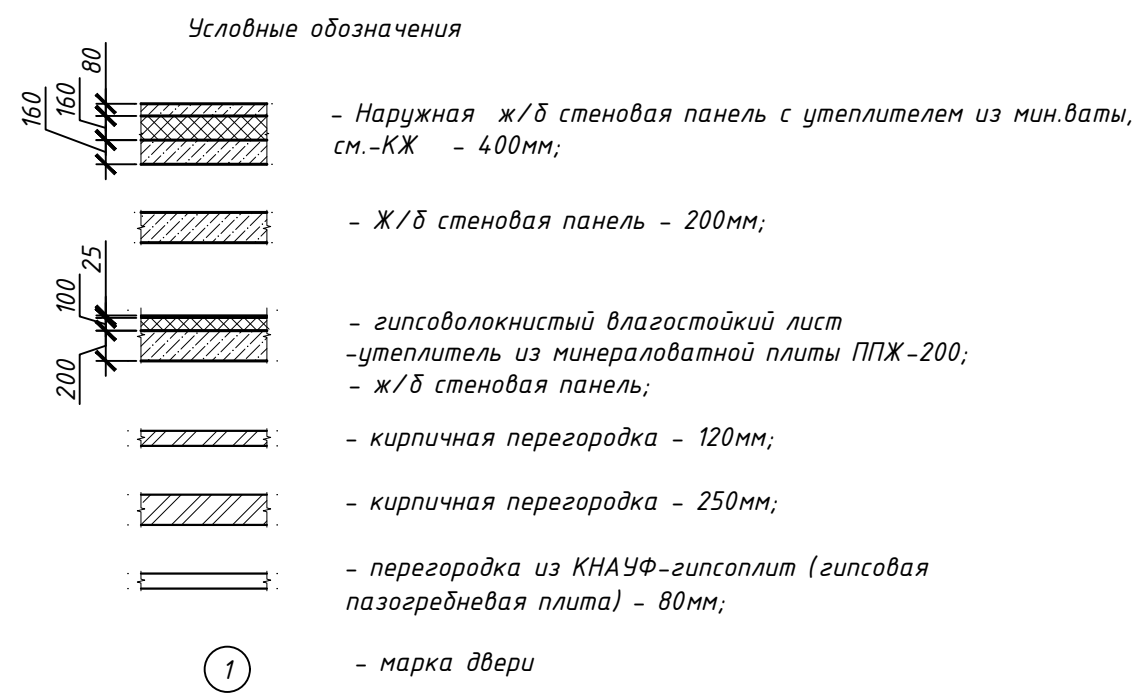 Условные обозначения
80
160
160
- Наружная ж/б стеновая панель с утеплителем из мин.ваты,
см.-КЖ - 400мм;
- Ж/б стеновая панель - 200мм;
25
100
200
- гипсоволокнистый влагостойкий лист
-утеплитель из минераловатной плиты ППЖ-200;
- ж/б стеновая панель;
- кирпичная перегородка - 120мм;
- кирпичная перегородка - 250мм;
- перегородка из КНАУФ-гипсоплит (гипсовая
пазогребневая плита) - 80мм;
1 - марка двери